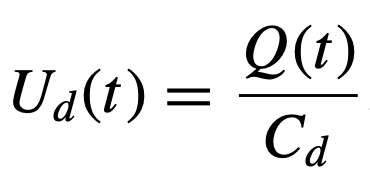 U_d(t) = Q(t) / C_d